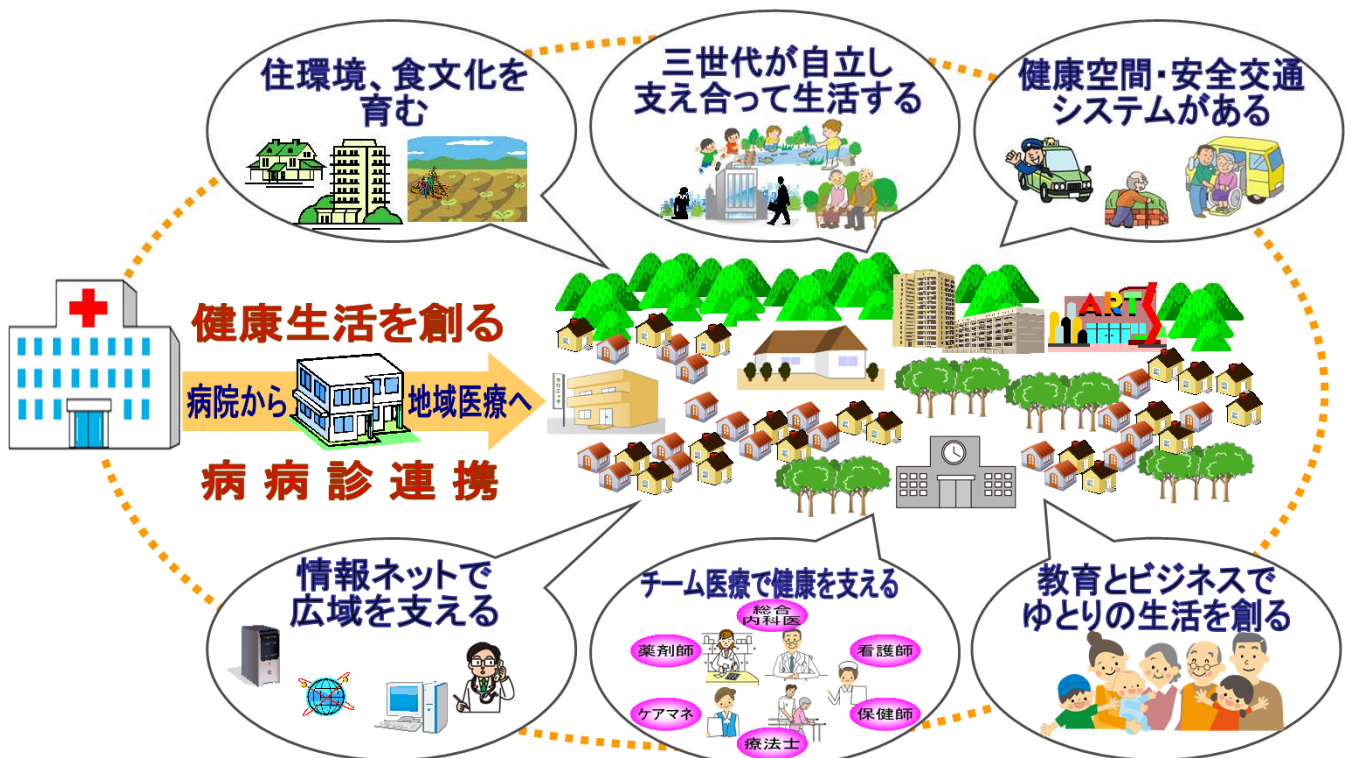 住環境、食文化を
育む
三世代が自立し
支え合って生活する
健康空間・安全交通
システムがある
健康生活を創る
病院から
地域医療へ
病病診連携
クリニック
ARTS
情報ネットで
広域を支える
チーム医療で健康を支える
総合
内科医
薬剤師
看護師
ケアマネ
保健師
療法士
教育とビジネスで
ゆとりの生活を創る